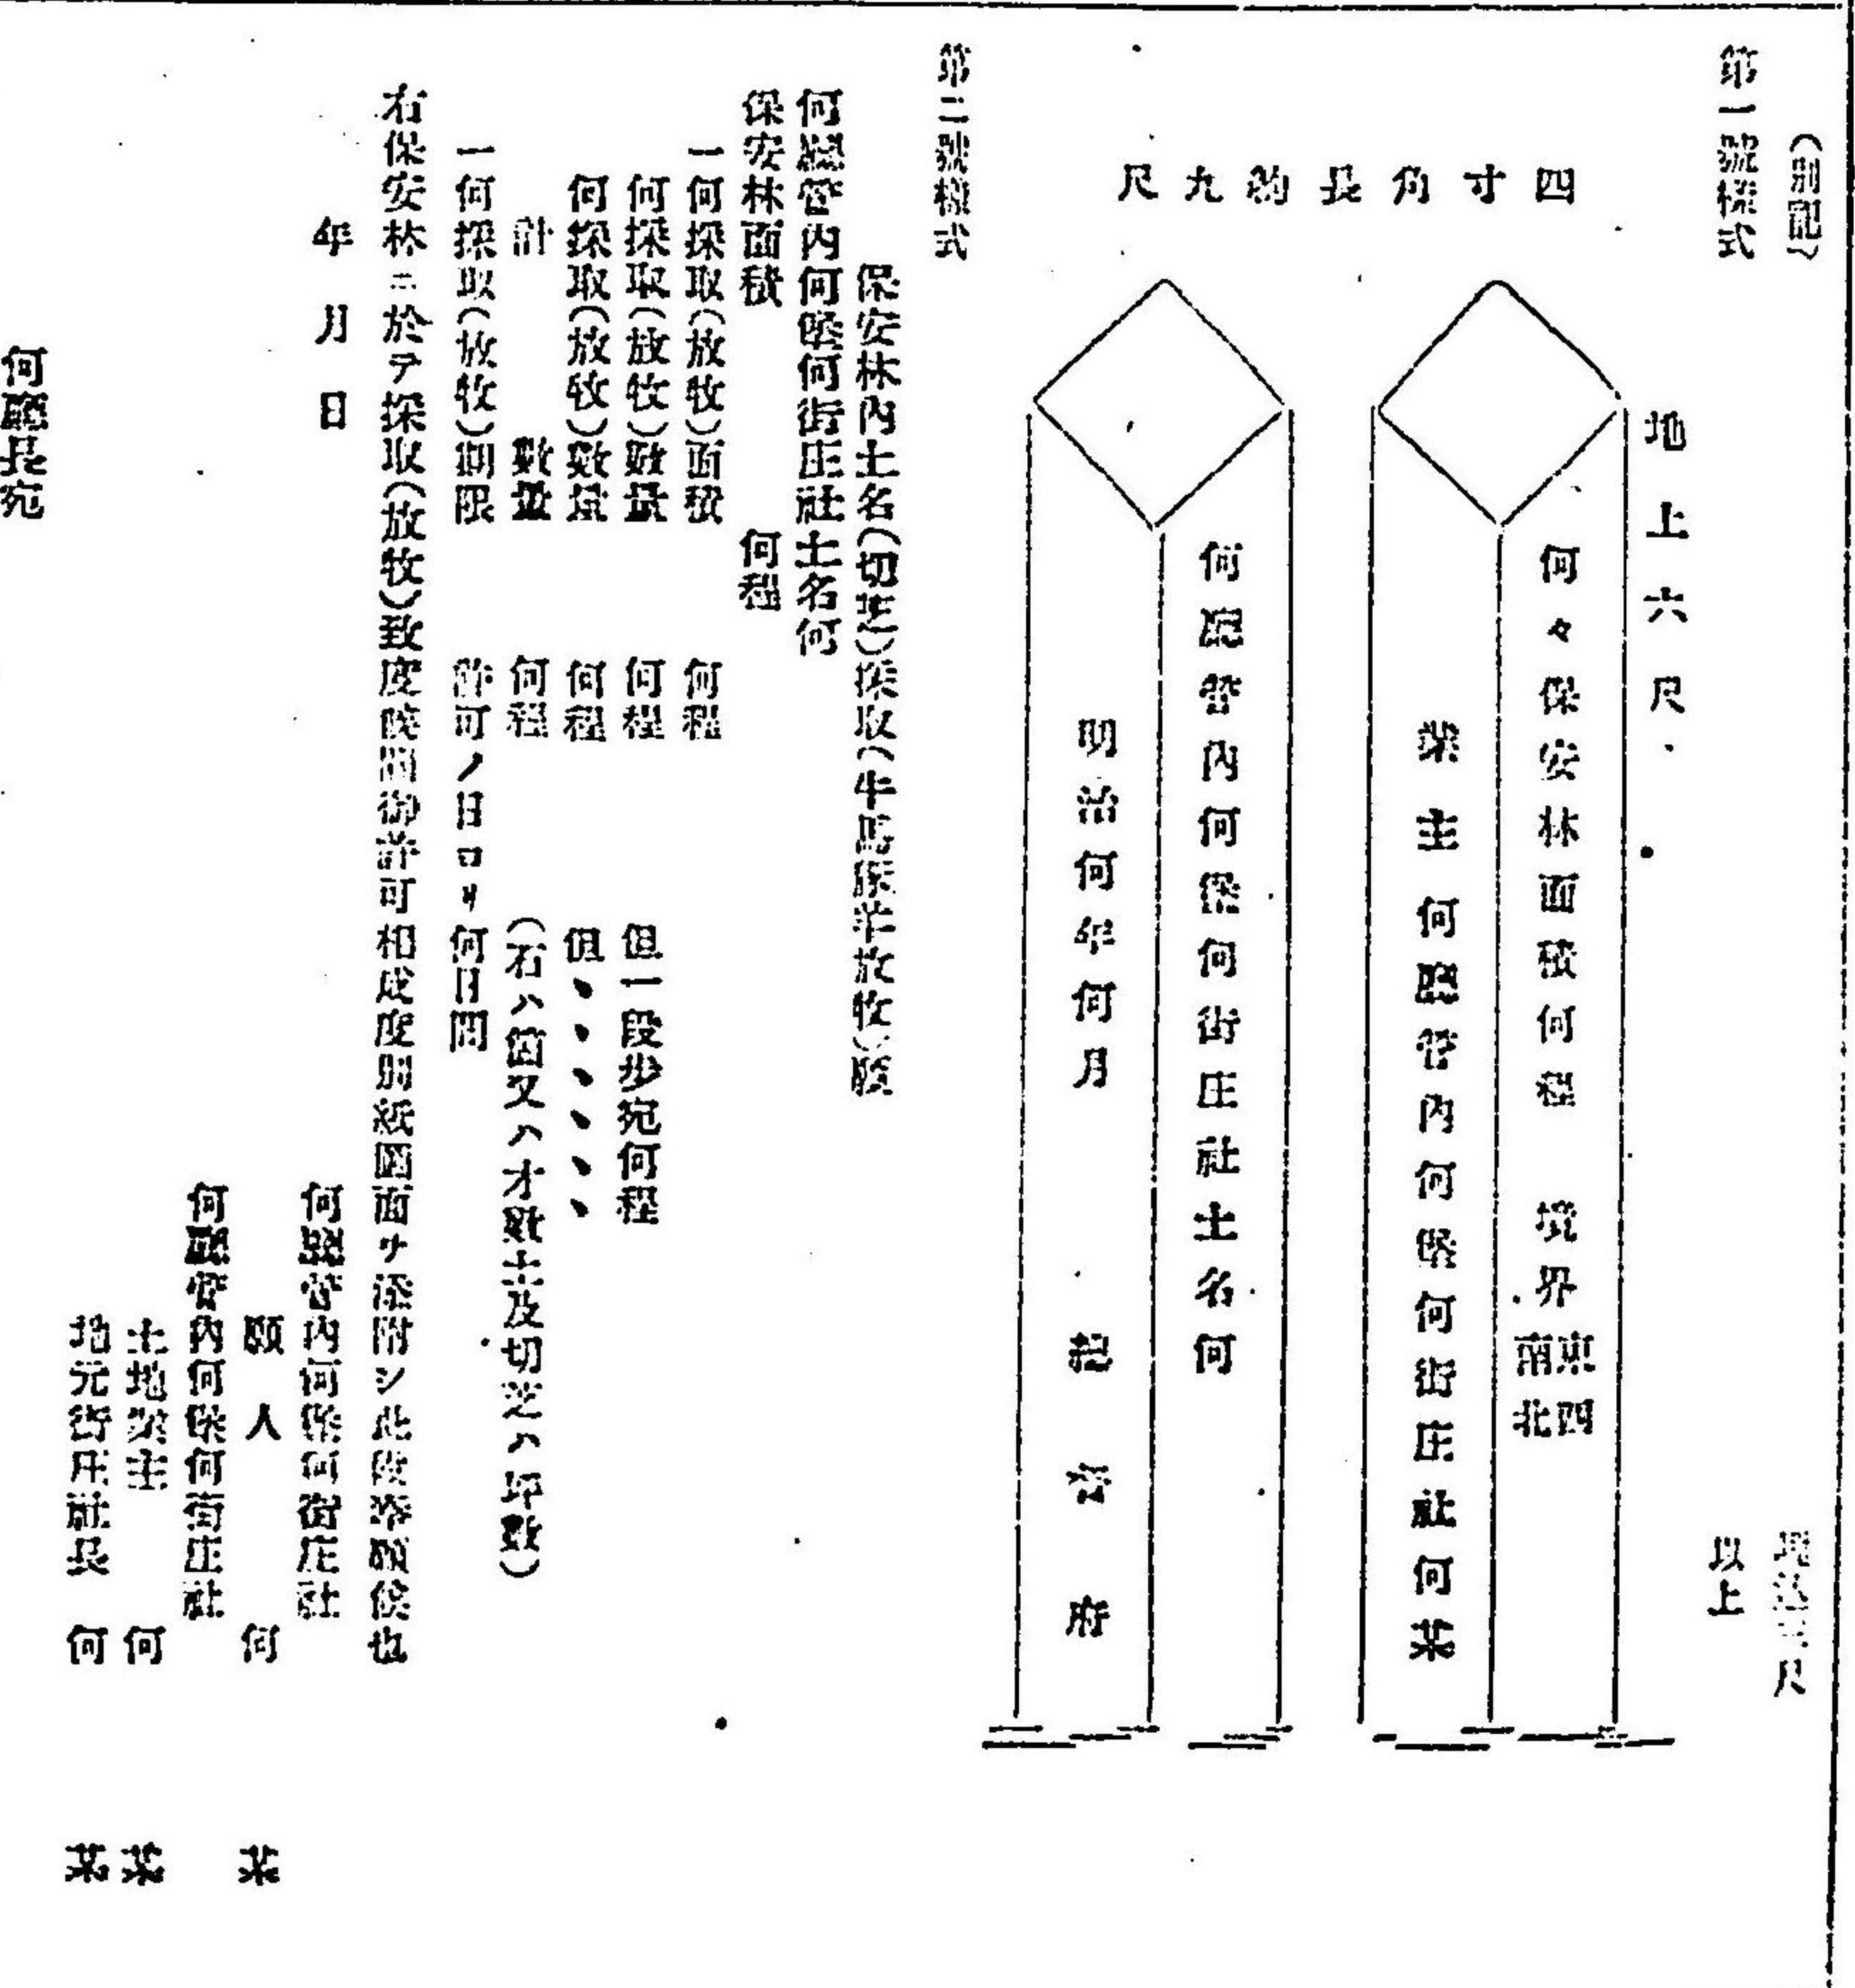 (別記)
第一號樣式
四寸角長約九尺
地上六尺
以上
何々保安林面積何程 境界
東西
南北
業主何廳管內何堡何街庄社何某
何廳管內何堡何街庄社土名何
明治何年何月 總督府
第二號樣式
保安林內土名(切芝)採取(牛馬豚羊放牧)願
何廳管內何堡何街庄社土名何
保安林面積 何程
一何採取(放牧)面積 何程
何採取(放牧)數量 何程 但一段步宛何程
何採取(放牧)數量 何程 但、、、、、
計 數量 何程 (石ハ箇又ハ才數土及切芝ハ坪數)
一何採取(放牧)期限 許可ノ日ヨリ何日間
右保安林ニ於テ採取(放牧)致度候間御許可相成度別紙圖面ヲ添附シ此段奉願候也
年月日
何廳管內何堡何街庄社
願人 何 某
何廳管內何堡何街庄社
土地業主 何 某
地元街庄社長 何 某
何廳長宛